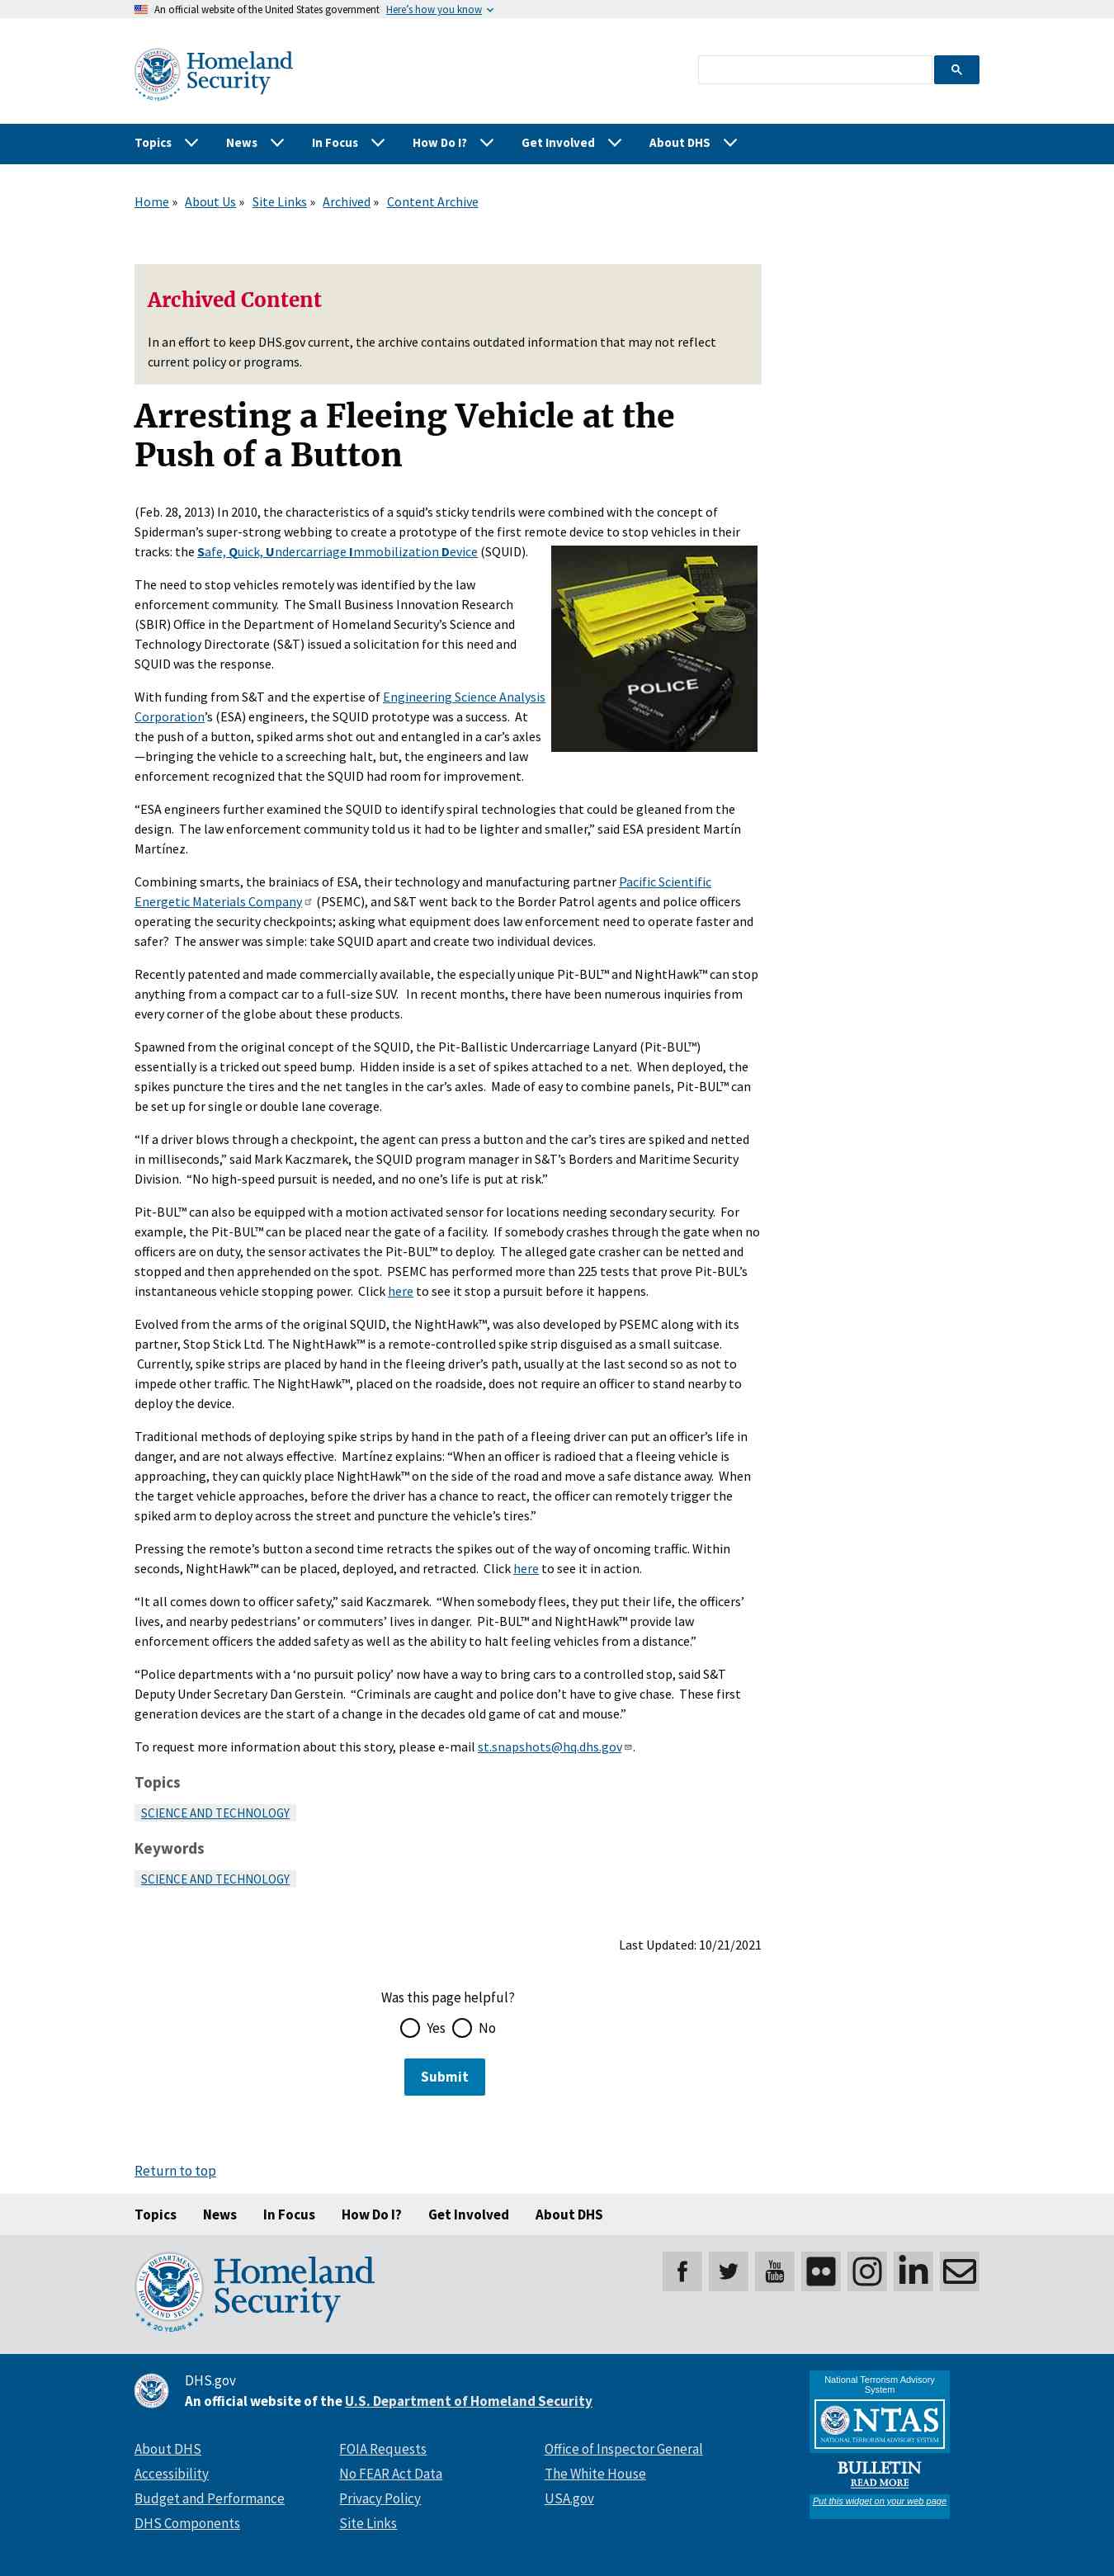 An official website of the United States government Here's how you know
Homeland
Security
Topics News In Focus How Do I? Get Involved About DHS
Home » About Us » Site Links » Archived » Content Archive
Archived Content
In an effort to keep DHS.gov current, the archive contains outdated information that may not reflect
current policy or programs.
Arresting a Fleeing Vehicle at the
Push of a Button
(Feb. 28, 2013) In 2010, the characteristics of a squid’s sticky tendrils were combined with the concept of
Spiderman’s super-strong webbing to create a prototype of the first remote device to stop vehicles in their
tracks: the Safe, Quick, Undercarriage Immobilization Device (SQUID).
The need to stop vehicles remotely was identified by the law
enforcement community.  The Small Business Innovation Research
(SBIR) Office in the Department of Homeland Security’s Science and
Technology Directorate (S&T) issued a solicitation for this need and
SQUID was the response.
POLICE
With funding from S&T and the expertise of Engineering Science Analysis
Corporation’s (ESA) engineers, the SQUID prototype was a success.  At
the push of a button, spiked arms shot out and entangled in a car’s axles
—bringing the vehicle to a screeching halt, but, the engineers and law
enforcement recognized that the SQUID had room for improvement.
“ESA engineers further examined the SQUID to identify spiral technologies that could be gleaned from the
design.  The law enforcement community told us it had to be lighter and smaller,” said ESA president Martín
Martínez.
Combining smarts, the brainiacs of ESA, their technology and manufacturing partner Pacific Scientific
Energetic Materials Company (PSEMC), and S&T went back to the Border Patrol agents and police officers
operating the security checkpoints; asking what equipment does law enforcement need to operate faster and
safer?  The answer was simple: take SQUID apart and create two individual devices.
Recently patented and made commercially available, the especially unique Pit-BUL™ and NightHawk™ can stop
anything from a compact car to a full-size SUV.   In recent months, there have been numerous inquiries from
every corner of the globe about these products.
Spawned from the original concept of the SQUID, the Pit-Ballistic Undercarriage Lanyard (Pit-BUL™)
essentially is a tricked out speed bump.  Hidden inside is a set of spikes attached to a net.  When deployed, the
spikes puncture the tires and the net tangles in the car’s axles.  Made of easy to combine panels, Pit-BUL™ can
be set up for single or double lane coverage.
“If a driver blows through a checkpoint, the agent can press a button and the car’s tires are spiked and netted
in milliseconds,” said Mark Kaczmarek, the SQUID program manager in S&T’s Borders and Maritime Security
Division.  “No high-speed pursuit is needed, and no one’s life is put at risk.”
Pit-BUL™ can also be equipped with a motion activated sensor for locations needing secondary security.  For
example, the Pit-BUL™ can be placed near the gate of a facility.  If somebody crashes through the gate when no
officers are on duty, the sensor activates the Pit-BUL™ to deploy.  The alleged gate crasher can be netted and
stopped and then apprehended on the spot.  PSEMC has performed more than 225 tests that prove Pit-BUL’s
instantaneous vehicle stopping power.  Click here to see it stop a pursuit before it happens.
Evolved from the arms of the original SQUID, the NightHawk™, was also developed by PSEMC along with its
partner, Stop Stick Ltd. The NightHawk™ is a remote-controlled spike strip disguised as a small suitcase.
Currently, spike strips are placed by hand in the fleeing driver’s path, usually at the last second so as not to
impede other traffic. The NightHawk™, placed on the roadside, does not require an officer to stand nearby to
deploy the device.
Traditional methods of deploying spike strips by hand in the path of a fleeing driver can put an officer’s life in
danger, and are not always effective.  Martínez explains: “When an officer is radioed that a fleeing vehicle is
approaching, they can quickly place NightHawk™ on the side of the road and move a safe distance away.  When
the target vehicle approaches, before the driver has a chance to react, the officer can remotely trigger the
spiked arm to deploy across the street and puncture the vehicle’s tires.”
Pressing the remote’s button a second time retracts the spikes out of the way of oncoming traffic. Within
seconds, NightHawk™ can be placed, deployed, and retracted.  Click here to see it in action.
“It all comes down to officer safety,” said Kaczmarek.  “When somebody flees, they put their life, the officers’
lives, and nearby pedestrians’ or commuters’ lives in danger.  Pit-BUL™ and NightHawk™ provide law
enforcement officers the added safety as well as the ability to halt feeling vehicles from a distance.”
“Police departments with a ‘no pursuit policy’ now have a way to bring cars to a controlled stop, said S&T
Deputy Under Secretary Dan Gerstein.  “Criminals are caught and police don’t have to give chase.  These first
generation devices are the start of a change in the decades old game of cat and mouse.”
To request more information about this story, please e-mail st.snapshots@hq.dhs.gov.
Topics
SCIENCE AND TECHNOLOGY
Keywords
SCIENCE AND TECHNOLOGY
Last Updated: 10/21/2021
Was this page helpful?
Yes No
Submit
Return to top
Topics News In Focus How Do I? Get Involved About DHS
Homeland
Security
20 YEARS
You
Tube
DHS.gov
An official website of the U.S. Department of Homeland Security
About DHS FOIA Requests Office of Inspector General
Accessibility No FEAR Act Data The White House
Budget and Performance Privacy Policy USA.gov
DHS Components Site Links
National Terrorism Advisory
System
NTAS
NATIONAL TERRORISM ADVISORY SYSTEM
BULLETIN
READ MORE
Put this widget on your web page